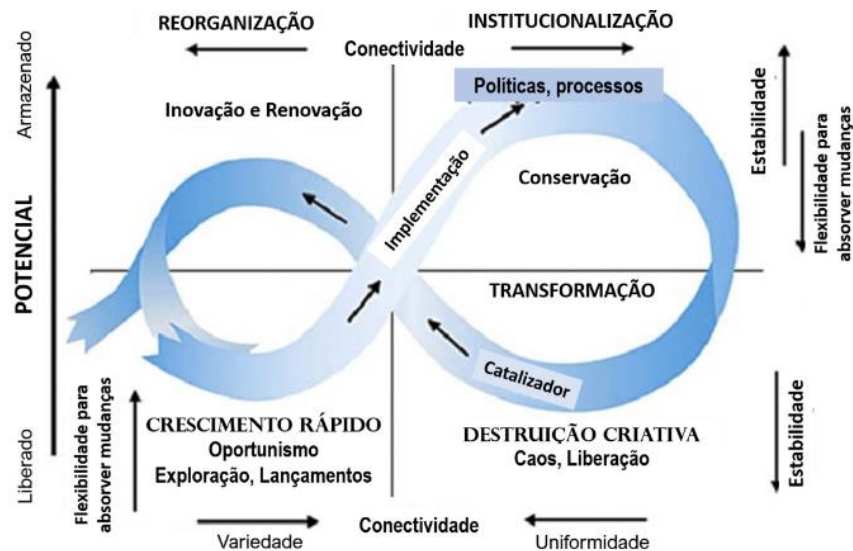 REORGANIZAÇÃO
INSTITUCIONALIZAÇÃO
Conectividade
Armazenado
POTENCIAL
Liberado
Inovação e Renovação
Políticas, processos
Implementação
Conservação
Estabilidade
Flexibilidade para
absorver mudanças
TRANSFORMAÇÃO
Catalizador
Flexibilidade para
absorver mudanças
CRESCIMENTO RÁPIDO
Oportunismo
Exploração, Lançamentos
DESTRUIÇÃO CRIATIVA
Caos, Liberação
Estabilidade
Variedade
Conectividade
Uniformidade